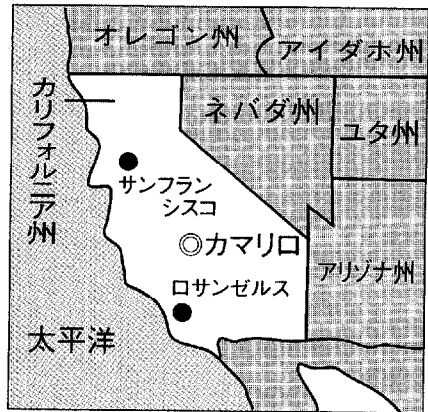 オレゴン州
アイダホ州
カリフォルニア州
ネバダ州
ユタ州
サンフラン
シスコ
◎カマリロ
アリゾナ州
ロサンゼルス
太平洋